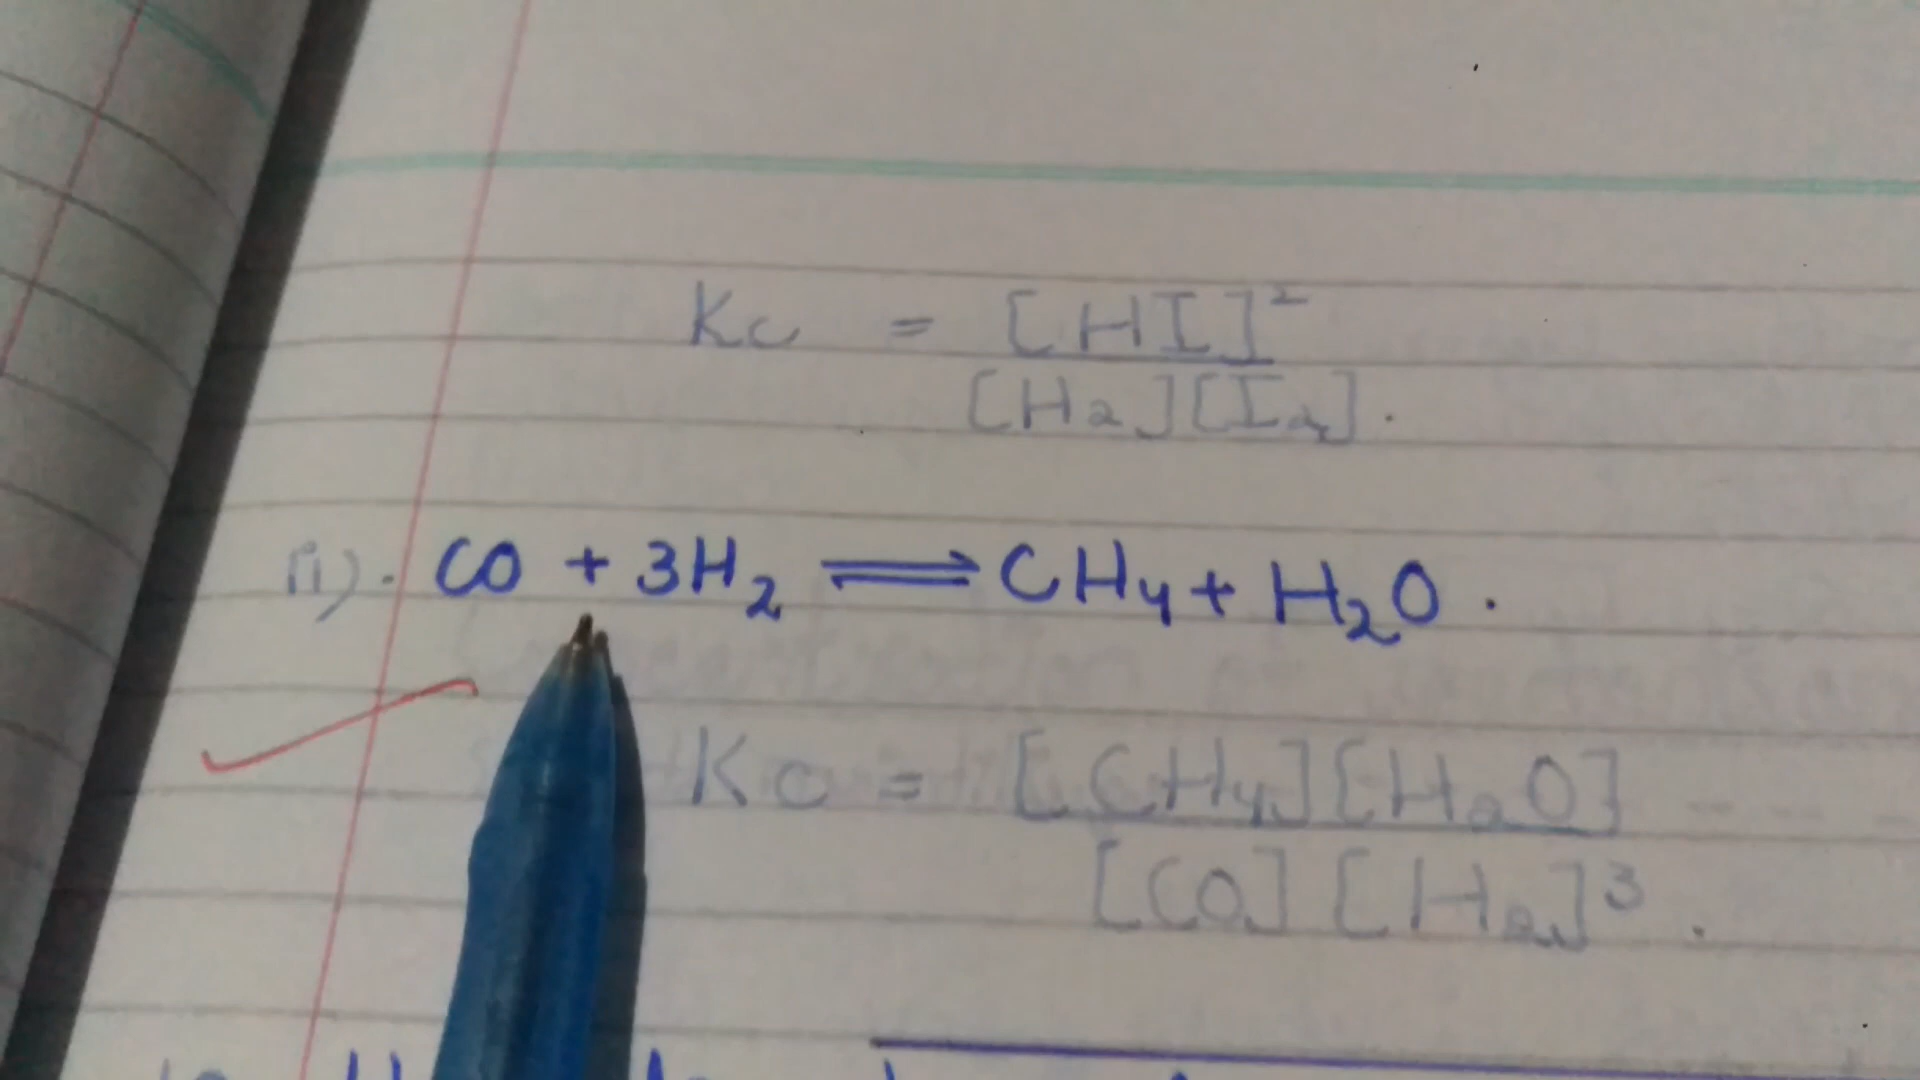 Kc = [HI]²
[H₂][I₂].
ii). CO + 3H₂ ⇌ CH₄ + H₂O.
Kc = [CH₄][H₂O]
[CO][H₂]³.